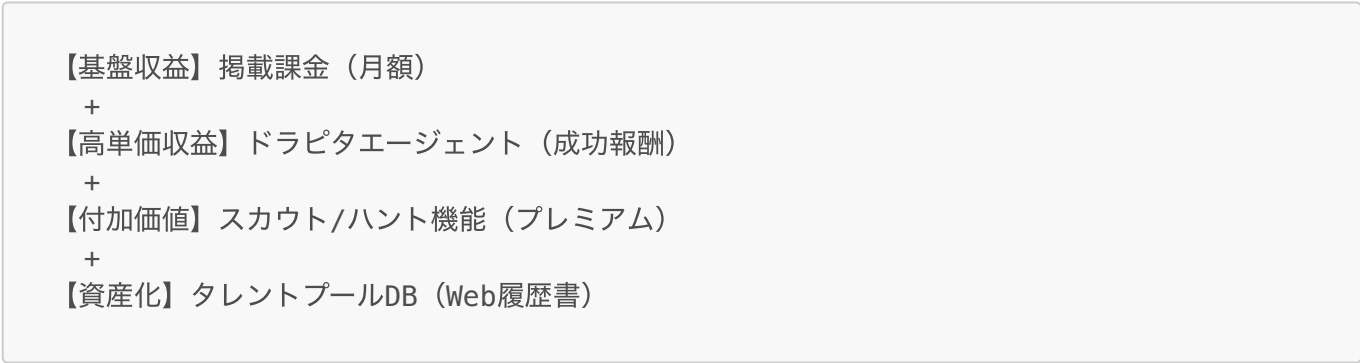 【基盤収益】掲載課金（月額）
+
【高単価収益】ドラピタエージェント（成功報酬）
+
【付加価値】スカウト/ハント機能（プレミアム）
+
【資産化】タレントプールDB（Web履歴書）